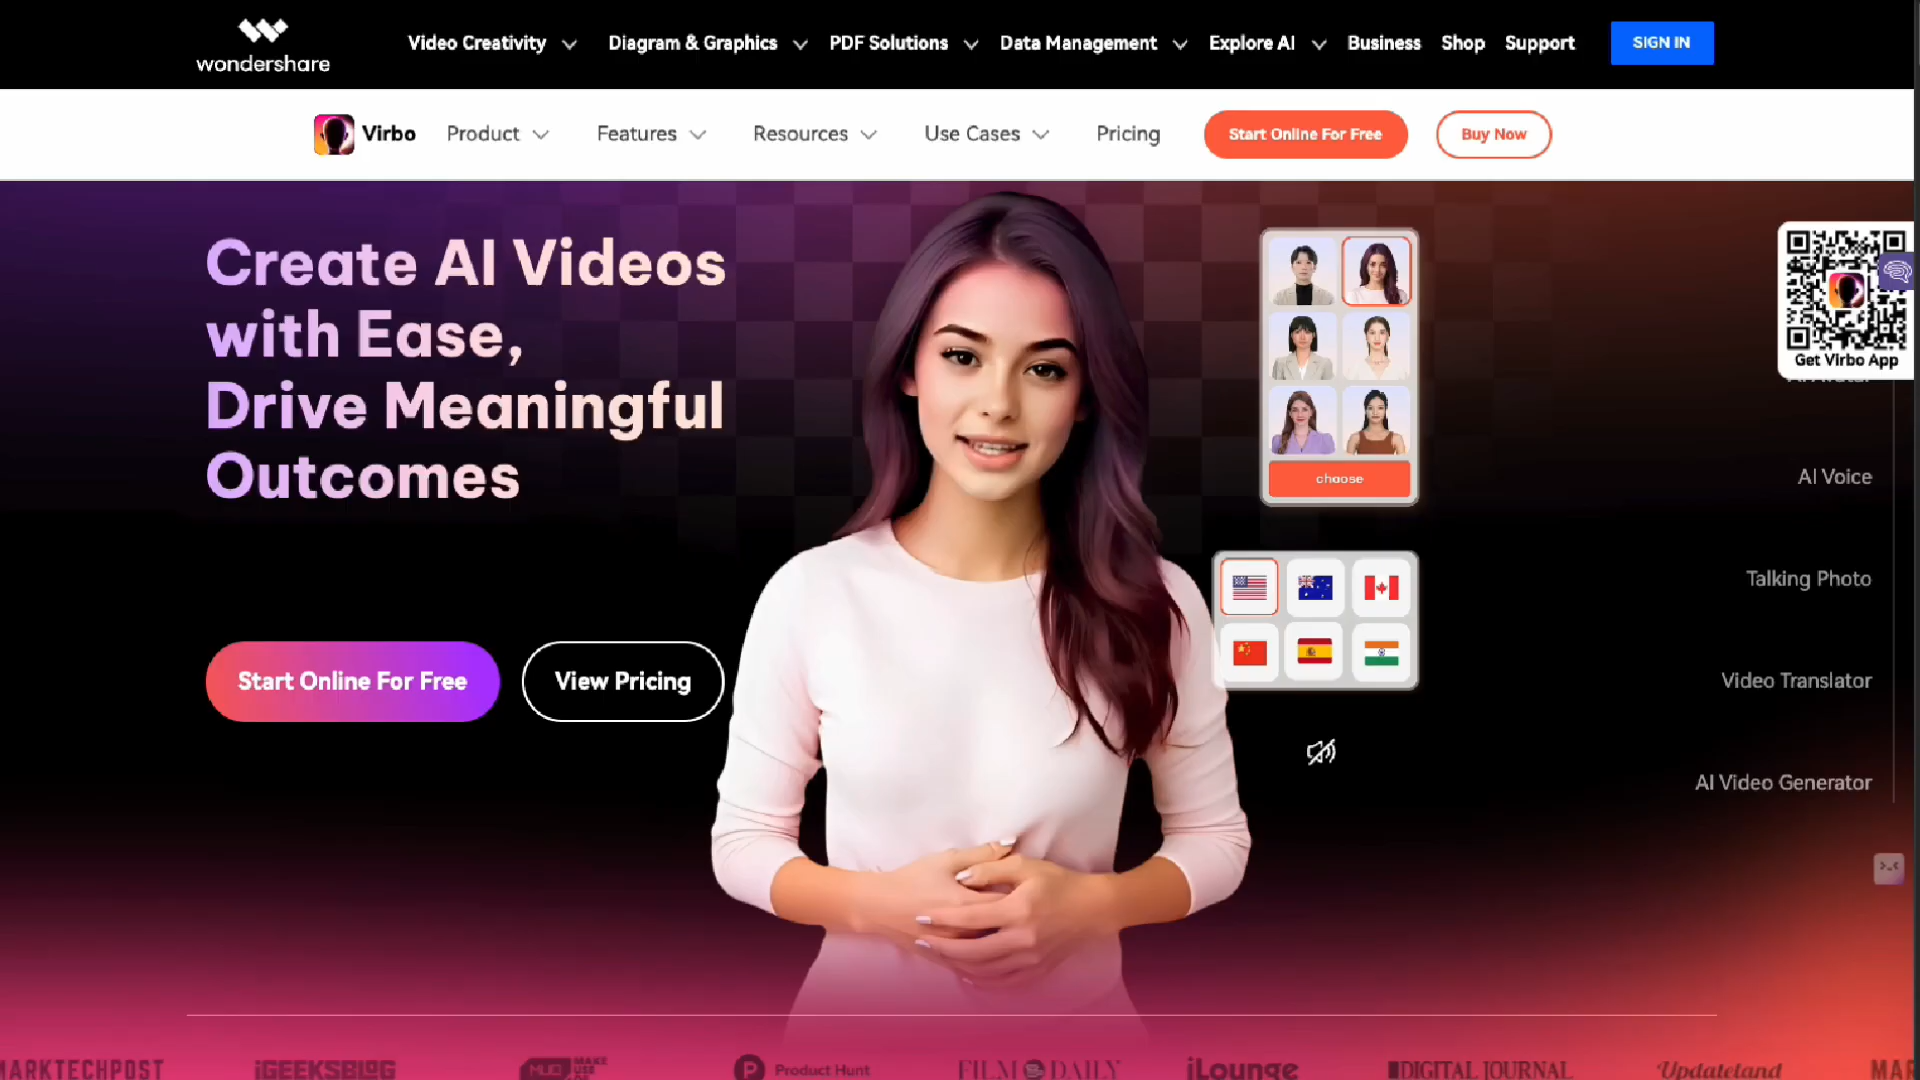 wondershare
Video Creativity
Diagram & Graphics
PDF Solutions
Data Management
Explore AI
Business
Shop
Support
SIGN IN
Virbo
Product
Features
Resources
Use Cases
Pricing
Start Online For Free
Buy Now
Create AI Videos
with Ease,
Drive Meaningful
Outcomes
Start Online For Free
View Pricing
choose
Get Virbo App
AI Voice
Talking Photo
Video Translator
AI Video Generator
MARKTECHPOST
iGEEKSBLOG
MUO MAKE
Product Hunt
FILM DAILY
iLounge
DIGITAL JOURNAL
Updateland